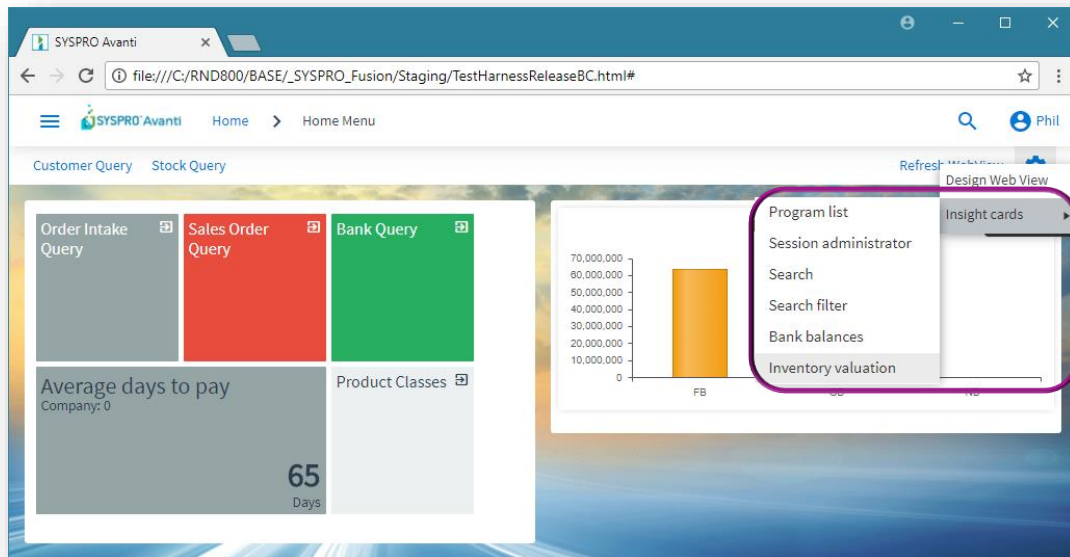 SYSPRO Avanti
file:///C:/RND800/BASE/_SYSPRO_Fusion/Staging/TestHarnessReleaseBC.html#
SYSPRO Avanti Home Home Menu Phil
Customer Query Stock Query Refresh WebView
Design Web View
Insight cards
Program list
Session administrator
Search
Search filter
Bank balances
Inventory valuation
Order Intake Query
Sales Order Query
Bank Query
Average days to pay
Company: 0
65
Days
Product Classes
70,000,000
60,000,000
50,000,000
40,000,000
30,000,000
20,000,000
10,000,000
0
FB